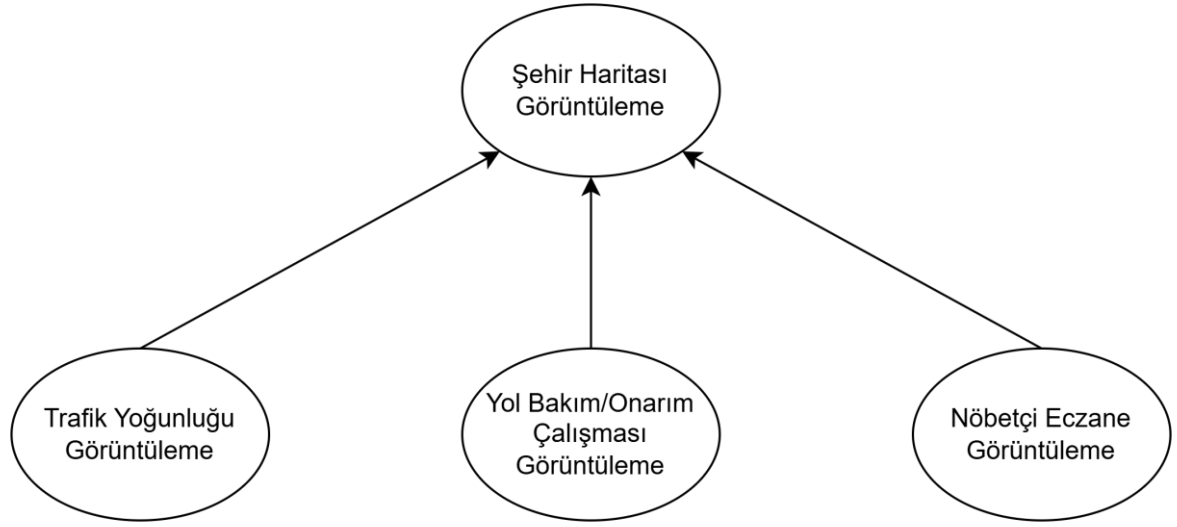 Şehir Haritası
Görüntüleme
Trafik Yoğunluğu
Görüntüleme
Yol Bakım/Onarım
Çalışması
Görüntüleme
Nöbetçi Eczane
Görüntüleme